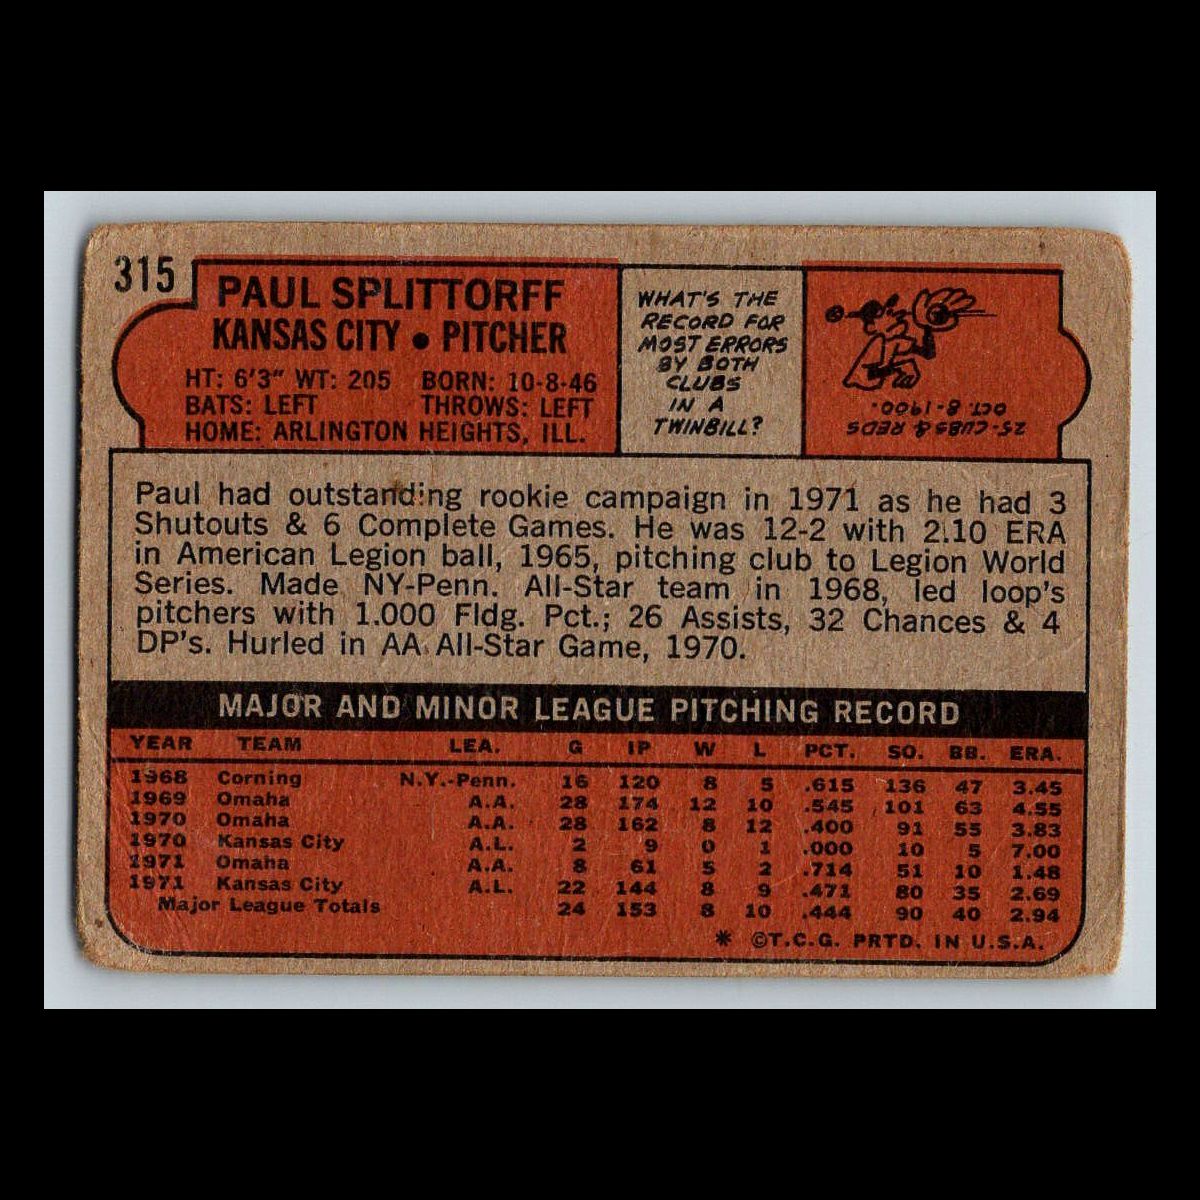 315
PAUL SPLITTORFF
KANSAS CITY • PITCHER
HT: 6'3" WT: 205 BORN: 10-8-46
BATS: LEFT THROWS: LEFT
HOME: ARLINGTON HEIGHTS, ILL.
WHAT'S THE
RECORD FOR
MOST ERRORS
BY BOTH
CLUBS
IN A
TWINBILL?
25-CUBS & REDS
OCT. 8-1900.
Paul had outstanding rookie campaign in 1971 as he had 3
Shutouts & 6 Complete Games. He was 12-2 with 2.10 ERA
in American Legion ball, 1965, pitching club to Legion World
Series. Made NY-Penn. All-Star team in 1968, led loop's
pitchers with 1.000 Fldg. Pct.; 26 Assists, 32 Chances & 4
DP's. Hurled in AA All-Star Game, 1970.
MAJOR AND MINOR LEAGUE PITCHING RECORD
YEAR TEAM LEA. G IP W L PCT. SO. BB. ERA.
1968 Corning N.Y.-Penn. 16 120 8 5 .615 136 47 3.45
1969 Omaha A.A. 28 174 12 10 .545 101 63 4.55
1970 Omaha A.A. 28 162 8 12 .400 91 55 3.83
1970 Kansas City A.L. 2 9 0 1 .000 10 5 7.00
1971 Omaha A.A. 8 61 5 2 .714 51 10 1.48
1971 Kansas City A.L. 22 144 8 9 .471 80 35 2.69
Major League Totals 24 153 8 10 .444 90 40 2.94
* ©T.C.G. PRTD. IN U.S.A.